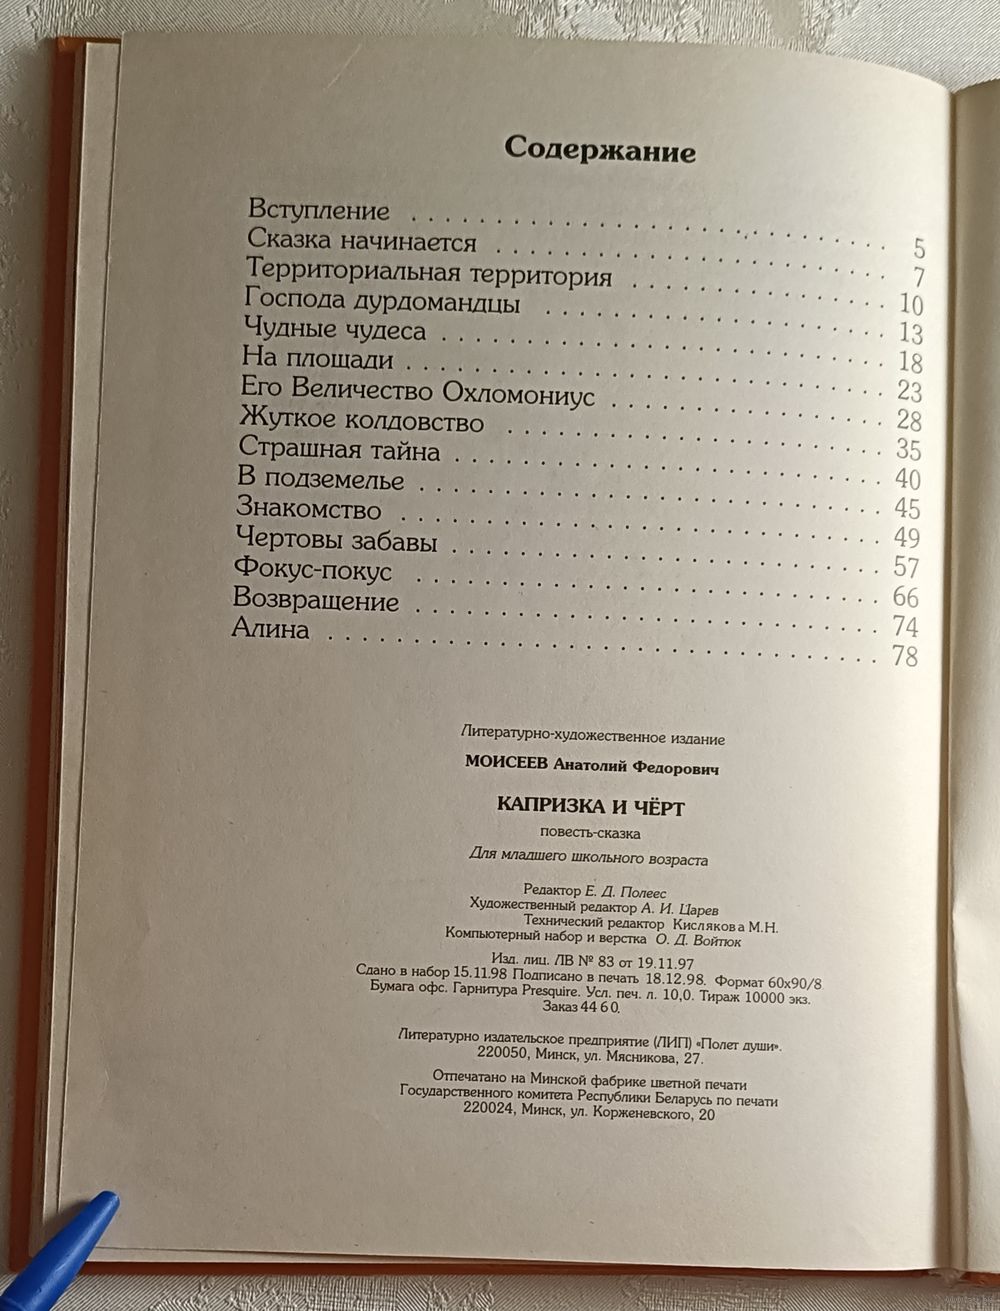 Содержание
Вступление . . . . . . . . . . . . . . . . . . . . . . . . . . . . 5
Сказка начинается . . . . . . . . . . . . . . . . . . . . . . . . 7
Территориальная территория . . . . . . . . . . . . . . . . 10
Господа дурдомандцы . . . . . . . . . . . . . . . . . . . . . 13
Чудные чудеса . . . . . . . . . . . . . . . . . . . . . . . . . . 18
На площади . . . . . . . . . . . . . . . . . . . . . . . . . . . . 23
Его Величество Охломониус . . . . . . . . . . . . . . . . . 28
Жуткое колдовство . . . . . . . . . . . . . . . . . . . . . . . 35
Страшная тайна . . . . . . . . . . . . . . . . . . . . . . . . . 40
В подземелье . . . . . . . . . . . . . . . . . . . . . . . . . . . 45
Знакомство . . . . . . . . . . . . . . . . . . . . . . . . . . . . 49
Чертовы забавы . . . . . . . . . . . . . . . . . . . . . . . . . 57
Фокус-покус . . . . . . . . . . . . . . . . . . . . . . . . . . . 66
Возвращение . . . . . . . . . . . . . . . . . . . . . . . . . . . 74
Алина . . . . . . . . . . . . . . . . . . . . . . . . . . . . . . . . 78
Литературно-художественное издание
МОИСЕЕВ Анатолий Федорович
КАПРИЗКА И ЧЁРТ
повесть-сказка
Для младшего школьного возраста
Редактор Е. Д. Полеес
Художественный редактор А. И. Царев
Технический редактор Кислякова М.Н.
Компьютерный набор и верстка О. Д. Войтюк
Изд. лиц. ЛВ № 83 от 19.11.97
Сдано в набор 15.11.98 Подписано в печать 18.12.98. Формат 60х90/8
Бумага офс. Гарнитура Presquire. Усл. печ. л. 10,0. Тираж 10000 экз.
Заказ 4460.
Литературно издательское предприятие (ЛИП) «Полет души».
220050, Минск, ул. Мясникова, 27.
Отпечатано на Минской фабрике цветной печати
Государственного комитета Республики Беларусь по печати
220024, Минск, ул. Корженевского, 20